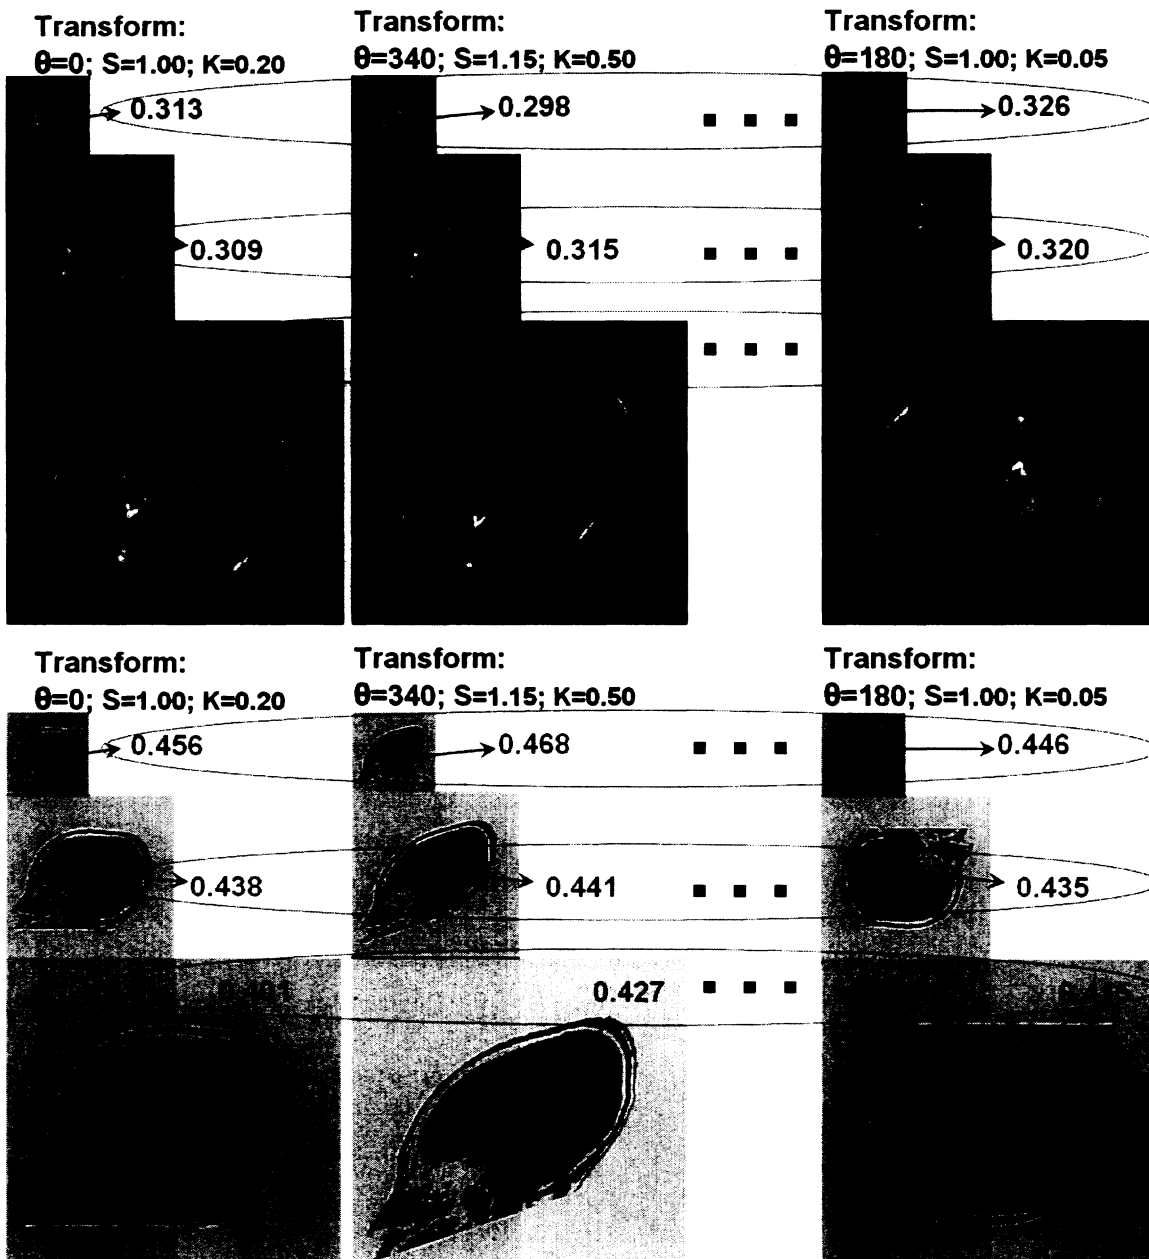 Transform:
θ=0; S=1.00; K=0.20
Transform:
θ=340; S=1.15; K=0.50
Transform:
θ=180; S=1.00; K=0.05
0.313
0.298
0.326
0.309
0.315
0.320
Transform:
θ=0; S=1.00; K=0.20
Transform:
θ=340; S=1.15; K=0.50
Transform:
θ=180; S=1.00; K=0.05
0.456
0.468
0.446
0.438
0.441
0.435
0.427